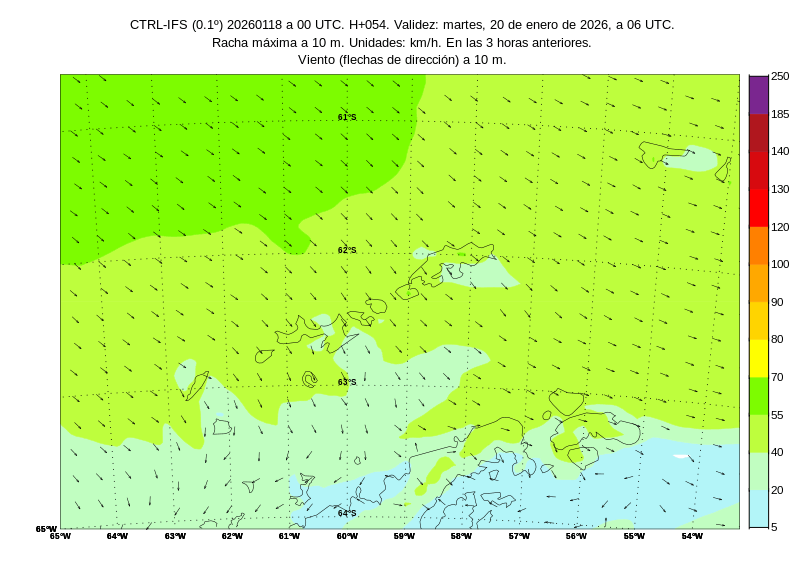 CTRL-IFS (0.1º) 20260118 a 00 UTC. H+054. Validez: martes, 20 de enero de 2026, a 06 UTC.
Racha máxima a 10 m. Unidades: km/h. En las 3 horas anteriores.
Viento (flechas de dirección) a 10 m.
250
185
140
130
120
100
90
80
70
55
40
20
5
61°S
62°S
63°S
64°S
65°W
65°W 64°W 63°W 62°W 61°W 60°W 59°W 58°W 57°W 56°W 55°W 54°W